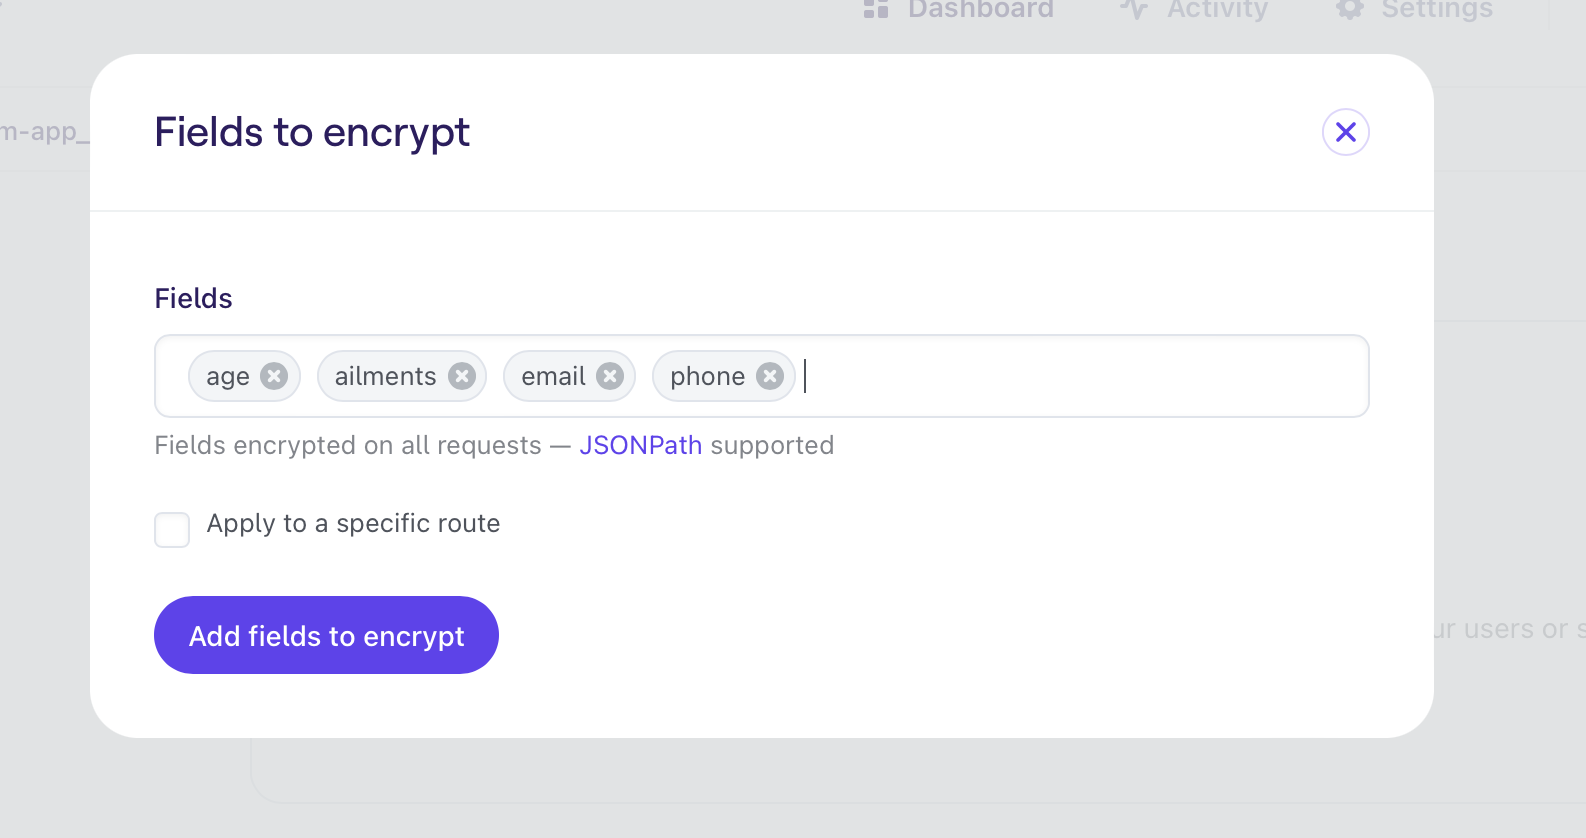 Dashboard Activity Settings
m-app_
Fields to encrypt
Fields
age ailments email phone
Fields encrypted on all requests — JSONPath supported
Apply to a specific route
ur users or s
Add fields to encrypt